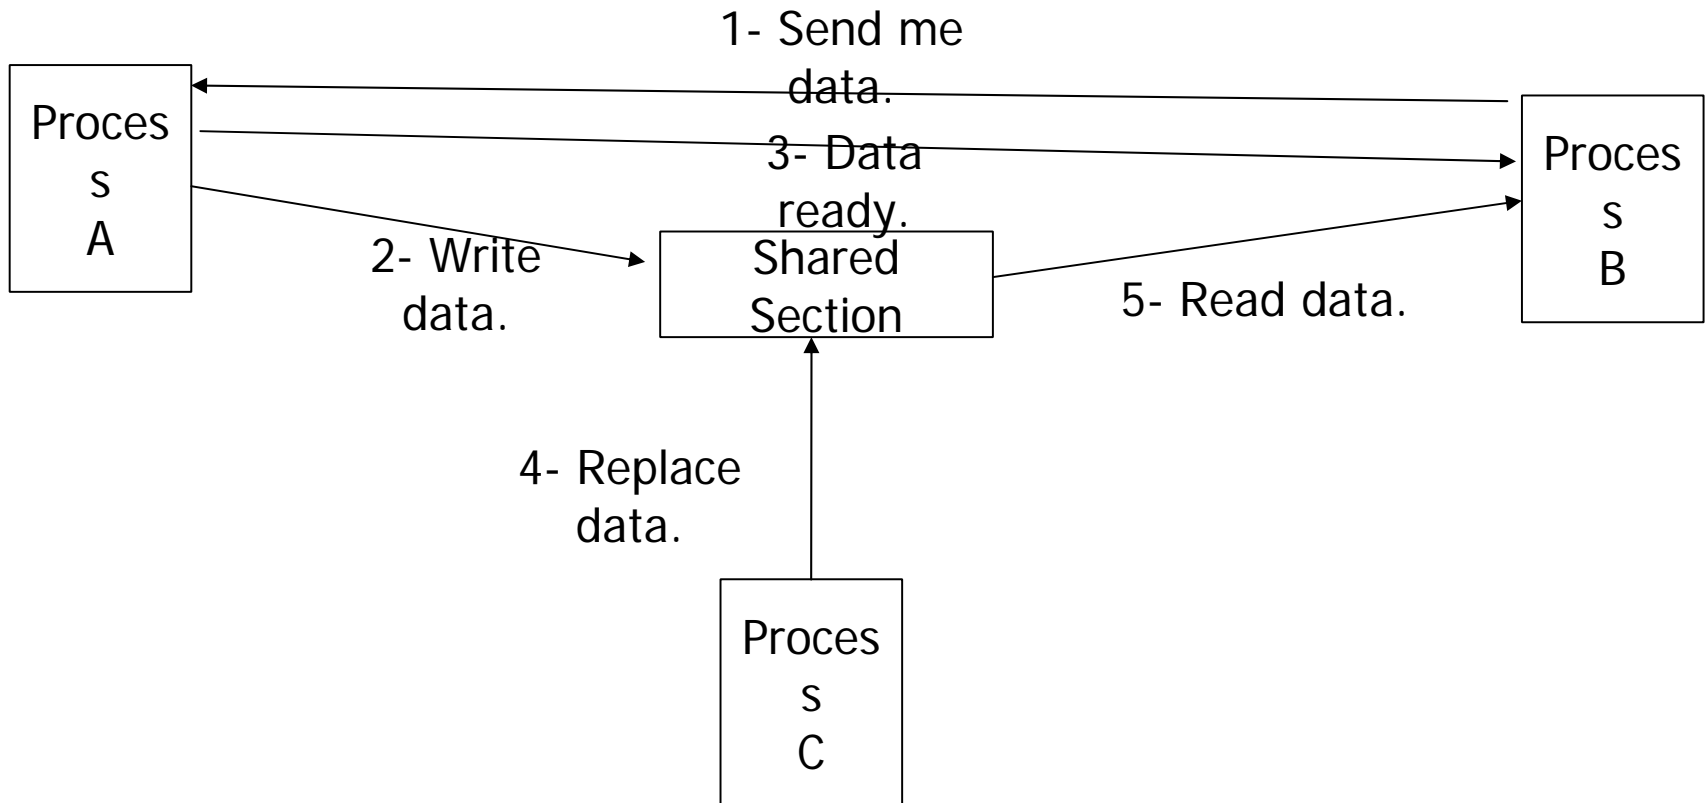 1- Send me
data.
Proces
s
A
3- Data
ready.
Proces
s
B
2- Write
data.
Shared
Section
5- Read data.
4- Replace
data.
Proces
s
C